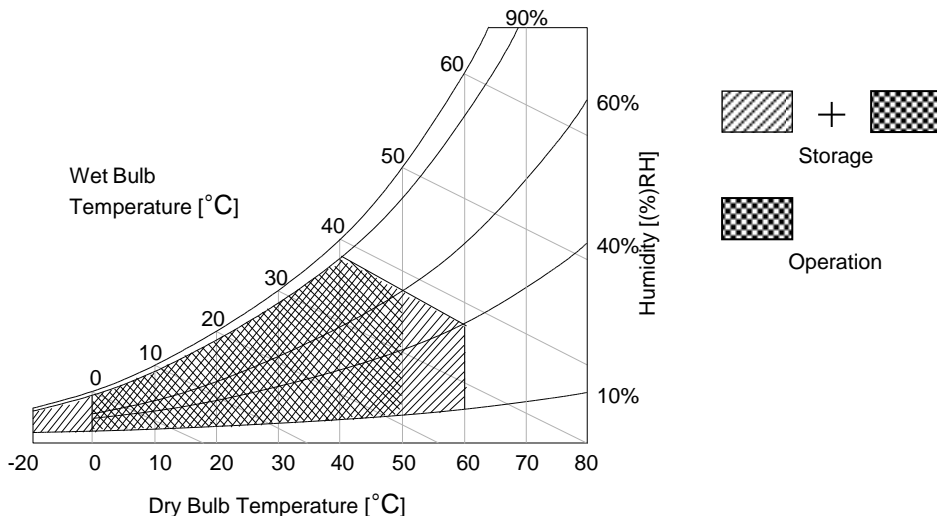 90%
60
60%
50
Wet Bulb
Temperature [°C]
Humidity [(%)RH]
40
40%
30
20
10
0
10%
-20 0 10 20 30 40 50 60 70 80
Dry Bulb Temperature [°C]
+
Storage
Operation